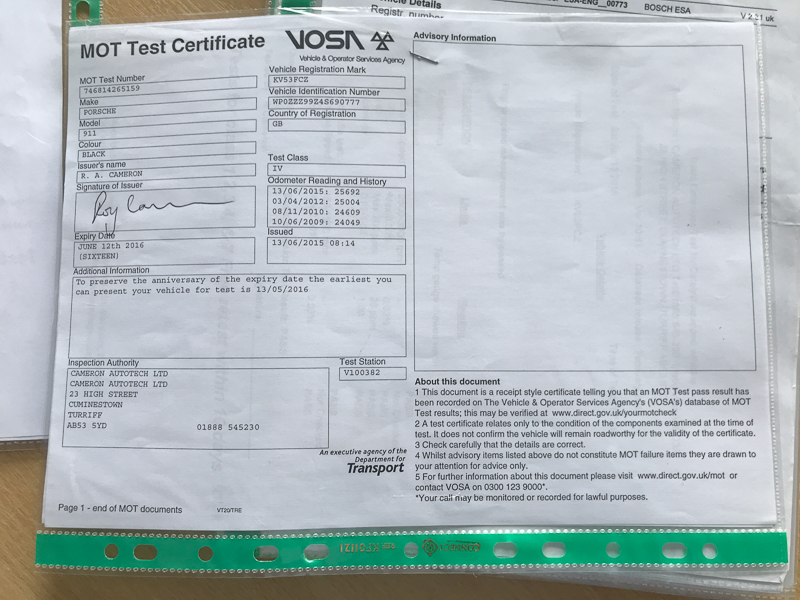 Vehicle Details
Registr number
ESA-ENG_00773
BOSCH ESA
uk
MOT Test Certificate
VOSA
Vehicle & Operator Services Agency
MOT Test Number
746814265159
Make
PORSCHE
Model
911
Colour
BLACK
Issuer's name
R. A. CAMERON
Signature of Issuer
Roy Cam
Expiry Date
JUNE 12th 2016
(SIXTEEN)
Vehicle Registration Mark
KV53FCZ
Vehicle Identification Number
WP0ZZZ99Z4S690777
Country of Registration
GB
Test Class
IV
Odometer Reading and History
13/06/2015: 25692
03/04/2012: 25004
08/11/2010: 24609
10/06/2009: 24049
Issued
13/06/2015 08:14
Additional Information
To preserve the anniversary of the expiry date the earliest you
can present your vehicle for test is 13/05/2016
Inspection Authority
CAMERON AUTOTECH LTD
CAMERON AUTOTECH LTD
23 HIGH STREET
CUMINESTOWN
TURRIFF
AB53 5YD 01888 545230
Test Station
V100382
An executive agency of the
Department for
Transport
Page 1 - end of MOT documents
VT20/TRE
Advisory Information
About this document
1 This document is a receipt style certificate telling you that an MOT Test pass result has
been recorded on The Vehicle & Operator Services Agency's (VOSA's) database of MOT
Test results; this may be verified at www.direct.gov.uk/yourmotcheck
2 A test certificate relates only to the condition of the components examined at the time of
test. It does not confirm the vehicle will remain roadworthy for the validity of the certificate.
3 Check carefully that the details are correct.
4 Whilst advisory items listed above do not constitute MOT failure items they are drawn to
your attention for advice only.
5 For further information about this document please visit www.direct.gov.uk/mot or
contact VOSA on 0300 123 9000*.
*Your call may be monitored or recorded for lawful purposes.